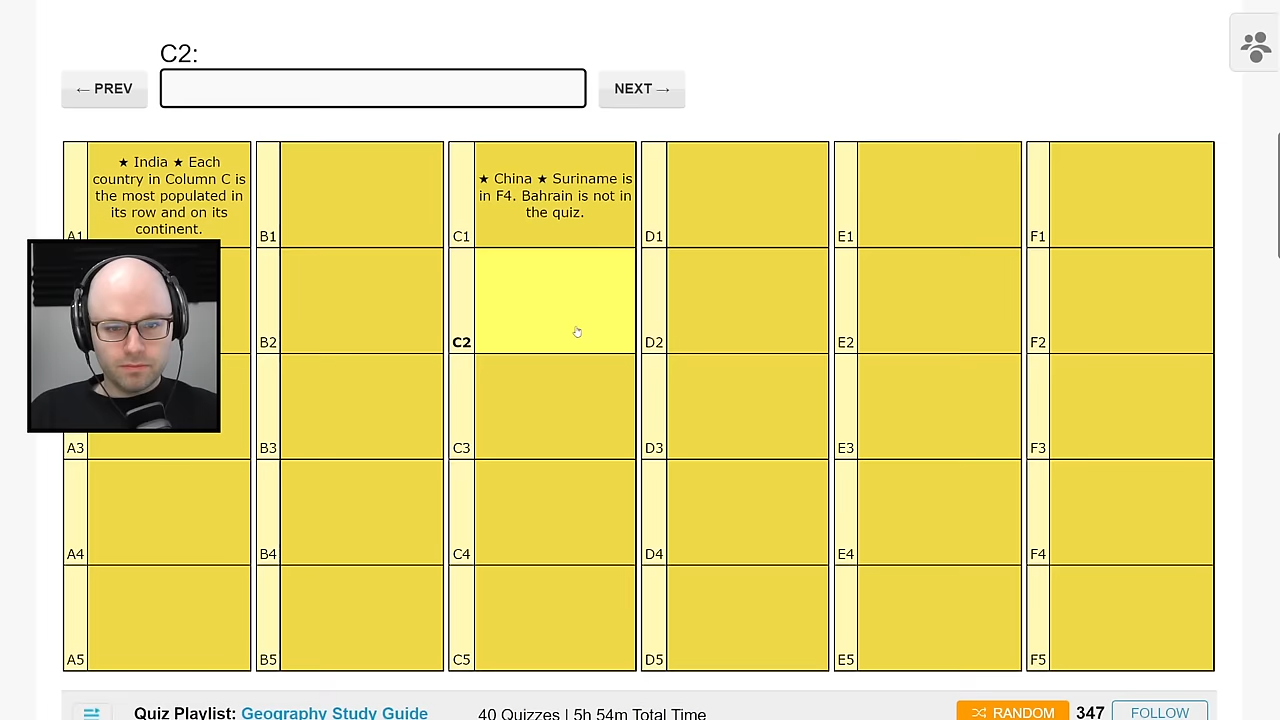 C2:
← PREV
NEXT →
★ India ★ Each
country in Column C is
the most populated in
its row and on its
continent.
A1
B1
★ China ★ Suriname is
in F4. Bahrain is not in
the quiz.
C1
D1
E1
F1
B2
C2
D2
E2
F2
A3
B3
C3
D3
E3
F3
A4
B4
C4
D4
E4
F4
A5
B5
C5
D5
E5
F5
Quiz Playlist: Geography Study Guide
40 Quizzes | 5h 54m Total Time
RANDOM
347
FOLLOW